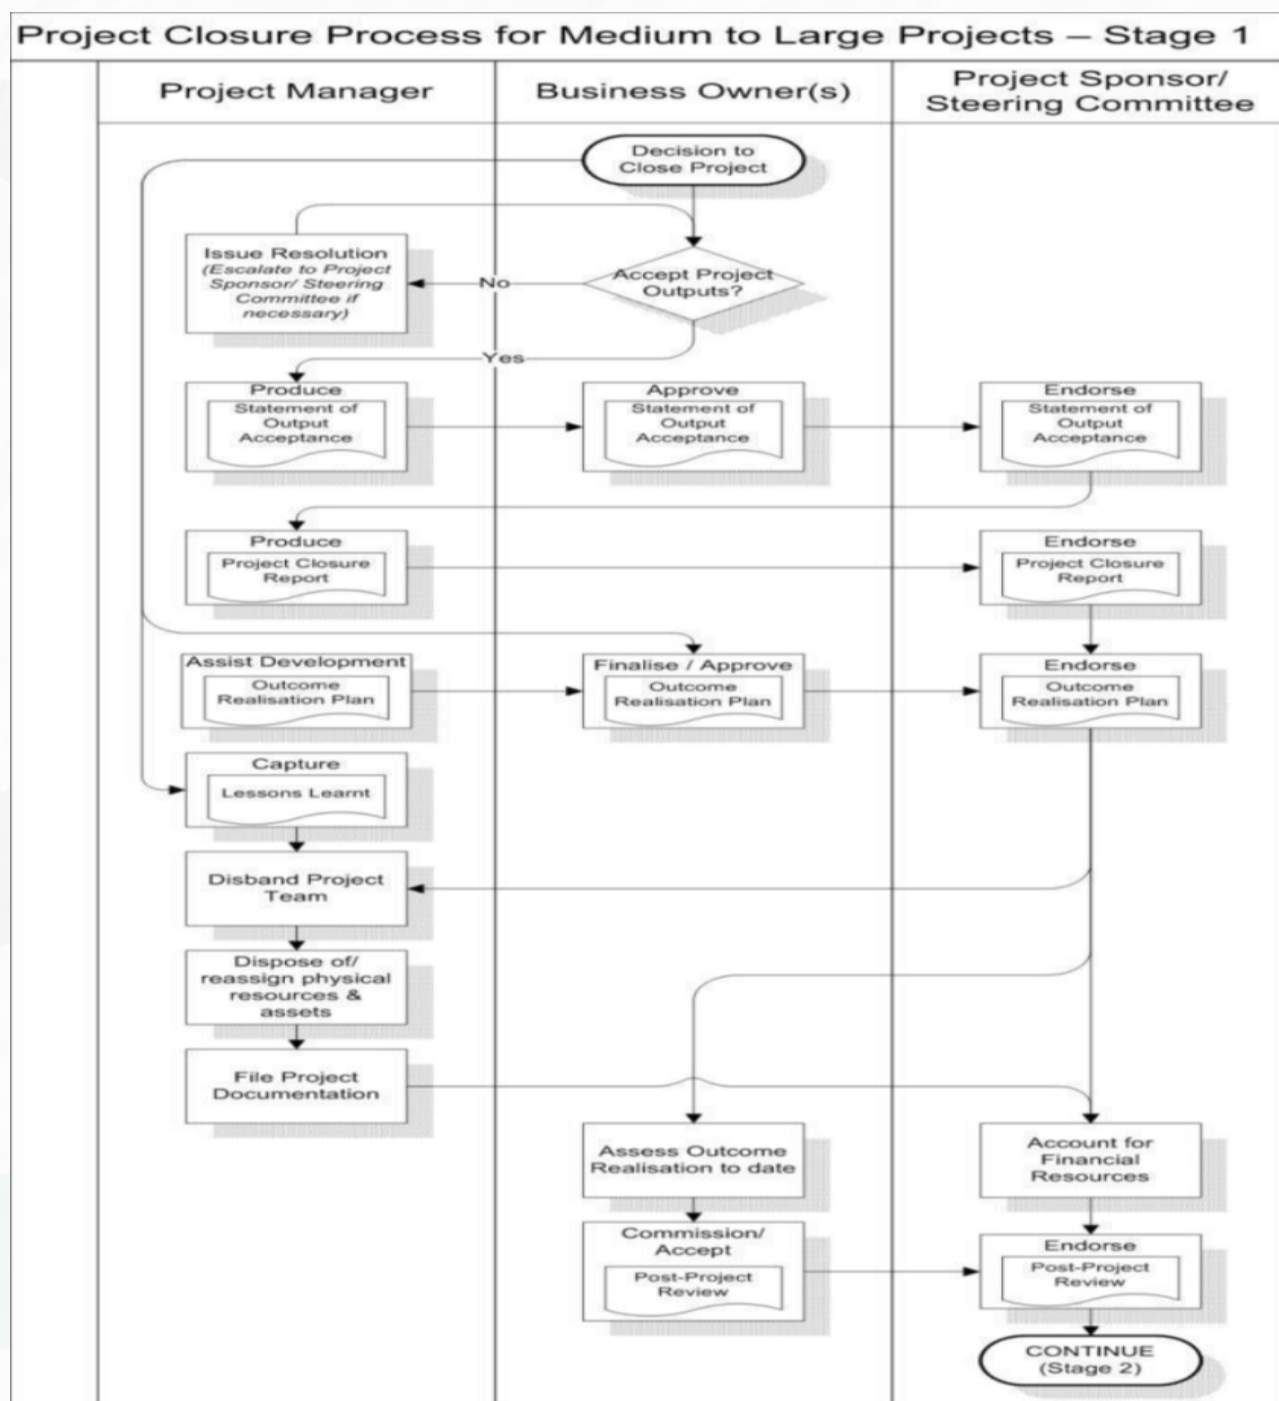 Project Closure Process for Medium to Large Projects – Stage 1
Project Manager
Business Owner(s)
Project Sponsor/
Steering Committee
Decision to
Close Project
Issue Resolution
(Escalate to Project
Sponsor/ Steering
Committee if
necessary)
No
Accept Project
Outputs?
Yes
Produce
Statement of
Output
Acceptance
Approve
Statement of
Output
Acceptance
Endorse
Statement of
Output
Acceptance
Produce
Project Closure
Report
Endorse
Project Closure
Report
Assist Development
Outcome
Realisation Plan
Finalise / Approve
Outcome
Realisation Plan
Endorse
Outcome
Realisation Plan
Capture
Lessons Learnt
Disband Project
Team
Dispose of/
reassign physical
resources &
assets
File Project
Documentation
Assess Outcome
Realisation to date
Account for
Financial
Resources
Commission/
Accept
Post-Project
Review
Endorse
Post-Project
Review
CONTINUE
(Stage 2)